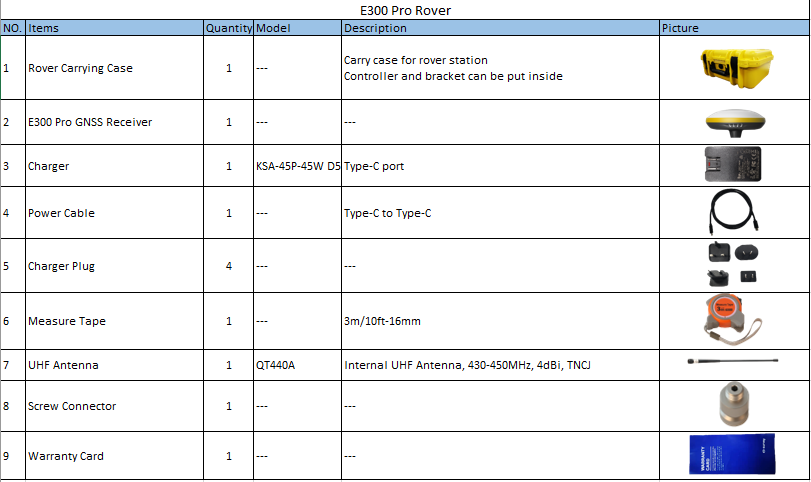 E300 Pro Rover
NO. Items Quantity Model Description Picture
1 Rover Carrying Case 1 --- Carry case for rover station
Controller and bracket can be put inside
2 E300 Pro GNSS Receiver 1 --- ---
3 Charger 1 KSA-45P-45W D5 Type-C port
4 Power Cable 1 --- Type-C to Type-C
5 Charger Plug 4 --- ---
6 Measure Tape 1 --- 3m/10ft-16mm
7 UHF Antenna 1 QT440A Internal UHF Antenna, 430-450MHz, 4dBi, TNCJ
8 Screw Connector 1 --- ---
9 Warranty Card 1 --- ---
WARRANTY
CARD